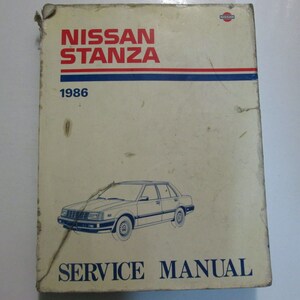 NISSAN
STANZA
1986
SERVICE MANUAL